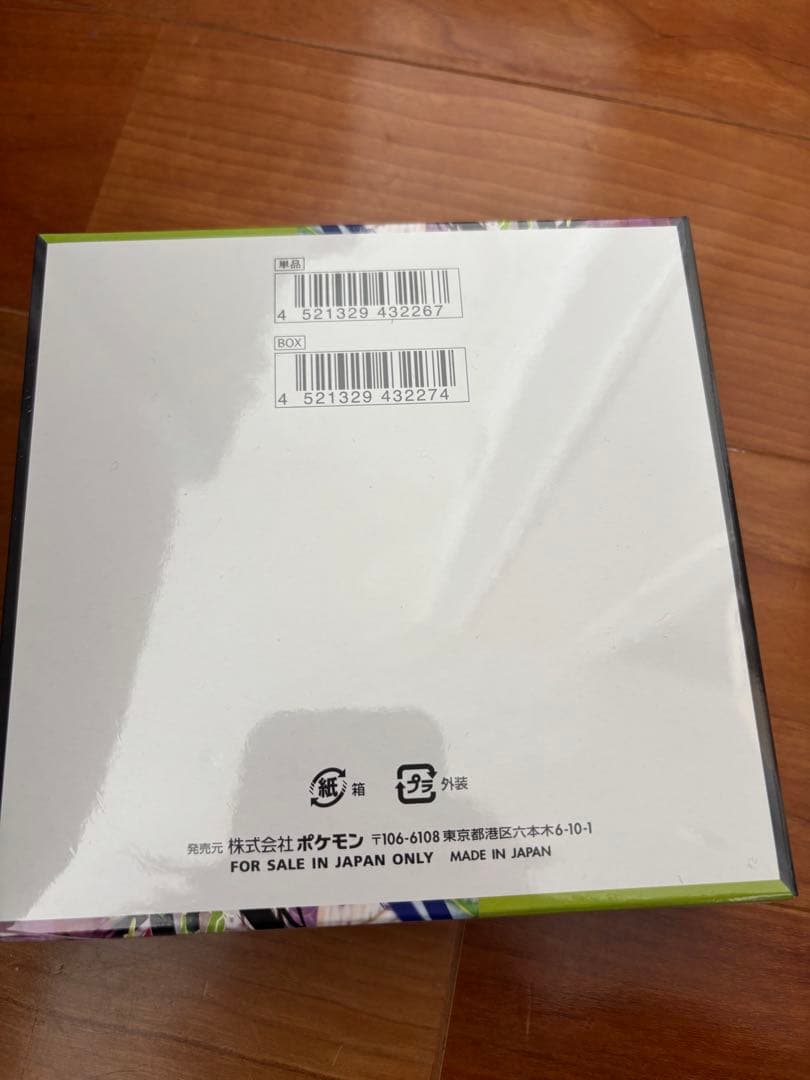 単品
4 521329 432267
BOX
4 521329 432274
紙 箱 プラ 外装
発売元 株式会社 ポケモン 〒106-6108 東京都港区六本木6-10-1
FOR SALE IN JAPAN ONLY MADE IN JAPAN